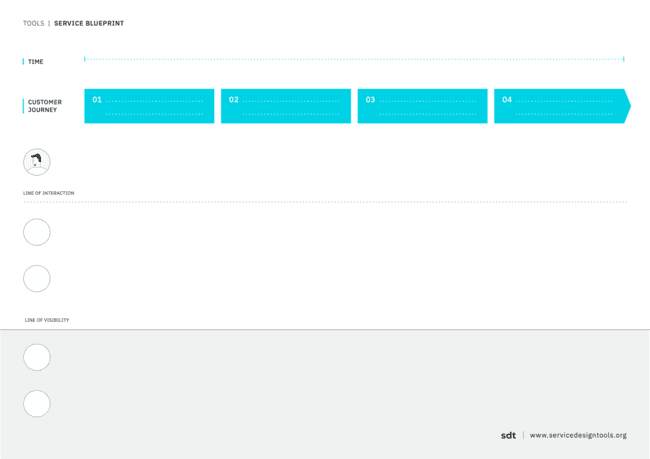 TOOLS | SERVICE BLUEPRINT
TIME
CUSTOMER
JOURNEY
01
02
03
04
LINE OF INTERACTION
LINE OF VISIBILITY
sdt | www.servicedesigntools.org